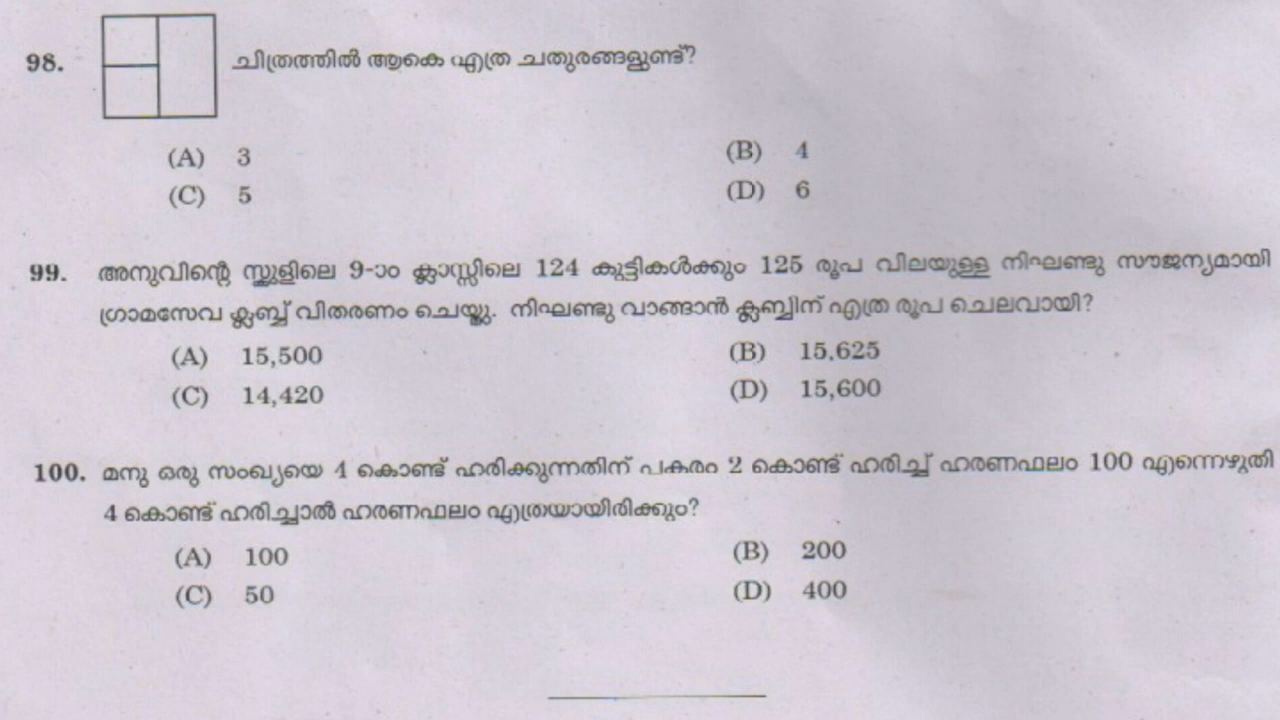 98. ചിത്രത്തിൽ ആകെ എത്ര ചതുരങ്ങളുണ്ട്?
(A) 3 (B) 4
(C) 5 (D) 6
99. അനുവിന്റെ സ്കൂളിലെ 9-ാം ക്ലാസ്സിലെ 124 കുട്ടികൾക്കും 125 രൂപ വിലയുള്ള നിഘണ്ടു സൗജന്യമായി
ഗ്രാമസേവ ക്ലബ്ബ് വിതരണം ചെയ്തു. നിഘണ്ടു വാങ്ങാൻ ക്ലബ്ബിന് എത്ര രൂപ ചെലവായി?
(A) 15,500 (B) 15,625
(C) 14,420 (D) 15,600
100. മനു ഒരു സംഖ്യയെ 4 കൊണ്ട് ഹരിക്കുന്നതിന് പകരം 2 കൊണ്ട് ഹരിച്ച് ഹരണഫലം 100 എന്നെഴുതി
4 കൊണ്ട് ഹരിച്ചാൽ ഹരണഫലം എത്രയായിരിക്കും?
(A) 100 (B) 200
(C) 50 (D) 400